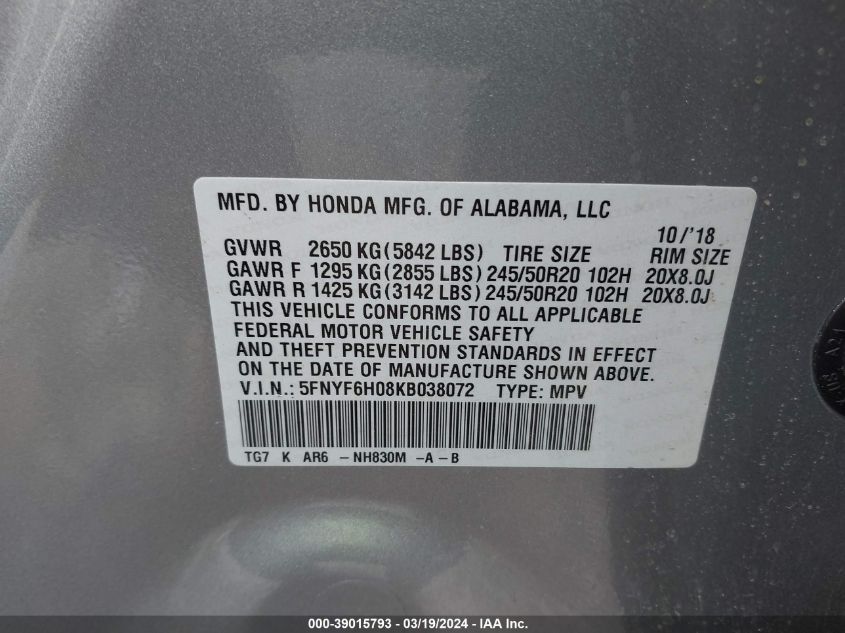 MFD. BY HONDA MFG. OF ALABAMA, LLC
10/'18
GVWR 2650 KG (5842 LBS) TIRE SIZE RIM SIZE
GAWR F 1295 KG (2855 LBS) 245/50R20 102H 20X8.0J
GAWR R 1425 KG (3142 LBS) 245/50R20 102H 20X8.0J
THIS VEHICLE CONFORMS TO ALL APPLICABLE
FEDERAL MOTOR VEHICLE SAFETY
AND THEFT PREVENTION STANDARDS IN EFFECT
ON THE DATE OF MANUFACTURE SHOWN ABOVE.
V.I.N.: 5FNYF6H08KB038072 TYPE: MPV
TG7 K AR6 -NH830M -A-B
000-39015793 - 03/19/2024 - IAA Inc.